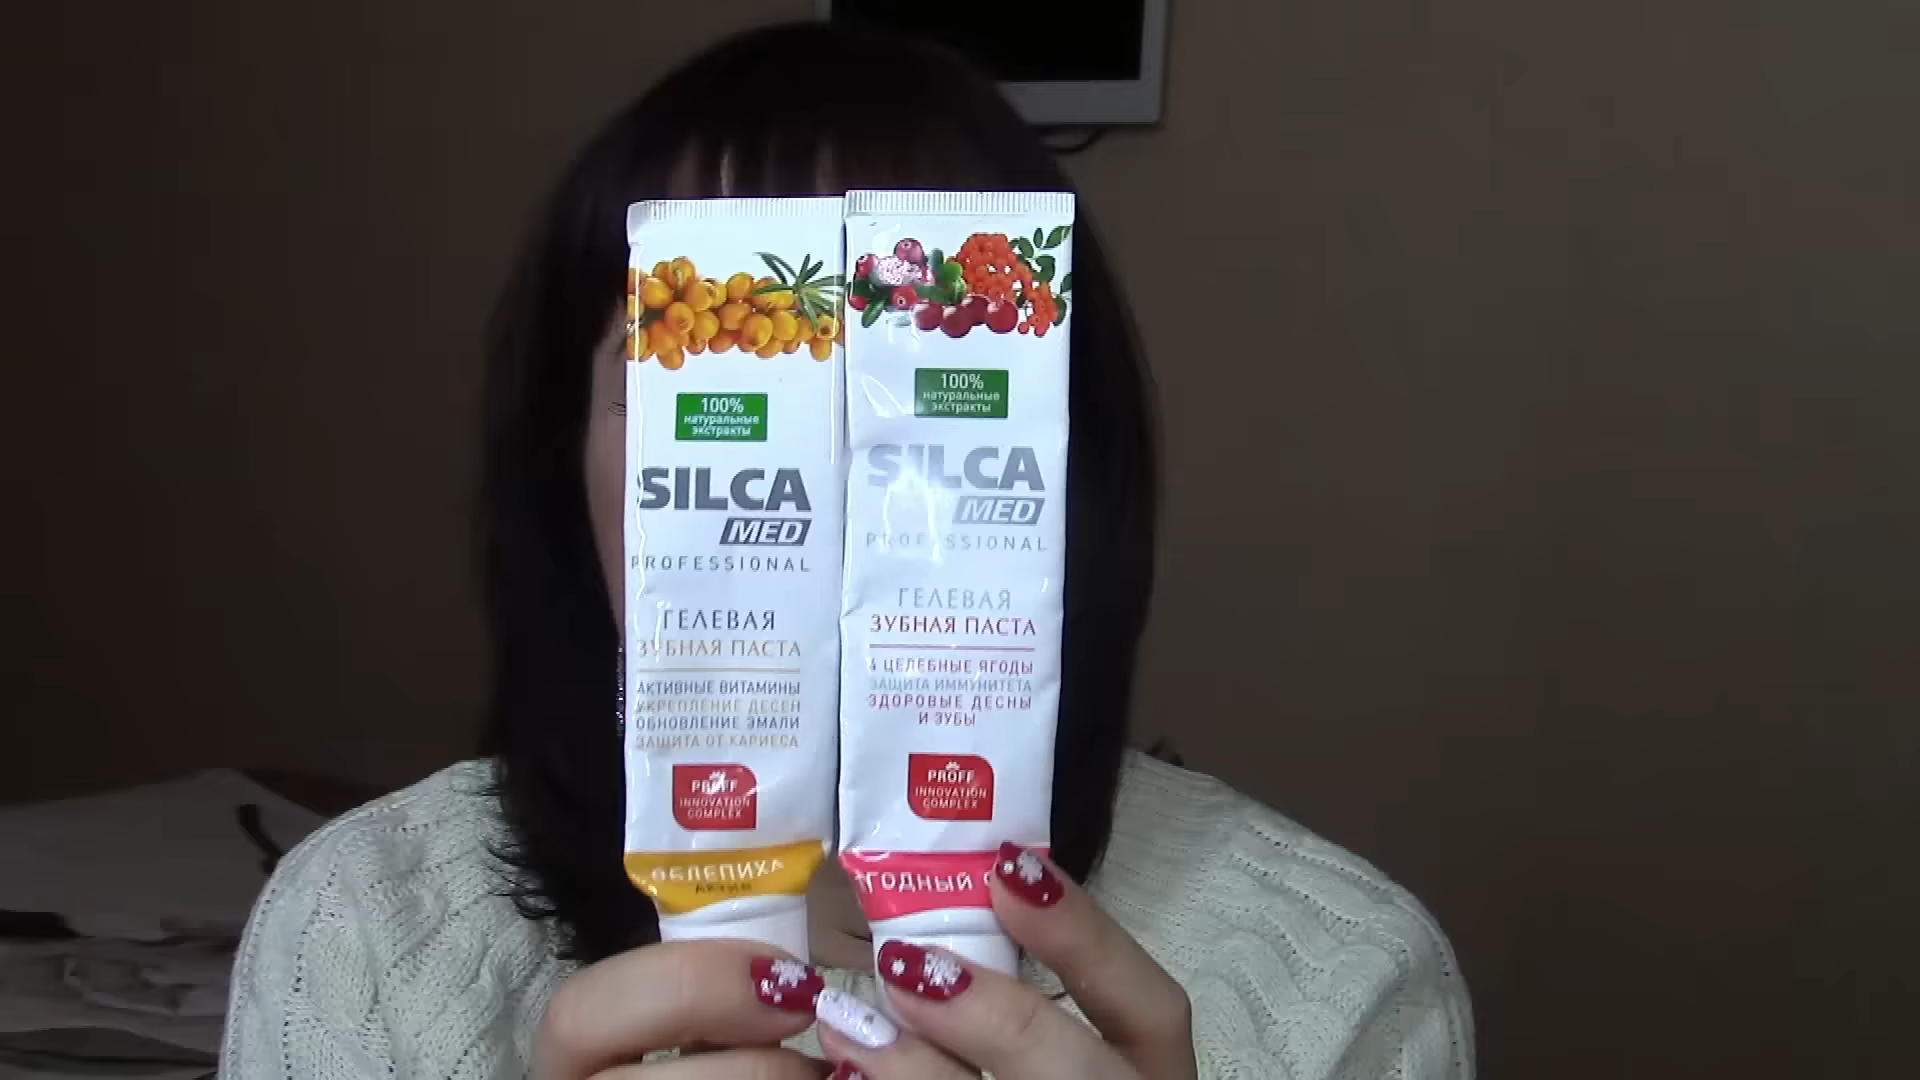 100%
натуральные
экстракты
SILCA
MED
PROFESSIONAL
ГЕЛЕВАЯ
ЗУБНАЯ ПАСТА
АКТИВНЫЕ ВИТАМИНЫ
УКРЕПЛЕНИЕ ДЕСЕН
ОБНОВЛЕНИЕ ЭМАЛИ
ЗАЩИТА ОТ КАРИЕСА
PROFF
INNOVATION
COMPLEX
100%
натуральные
экстракты
SILCA
MED
PROFESSIONAL
ГЕЛЕВАЯ
ЗУБНАЯ ПАСТА
4 ЦЕЛЕБНЫЕ ЯГОДЫ
ЗАЩИТА ИММУНИТЕТА
ЗДОРОВЫЕ ДЕСНЫ
И ЗУБЫ
PROFF
INNOVATION
COMPLEX